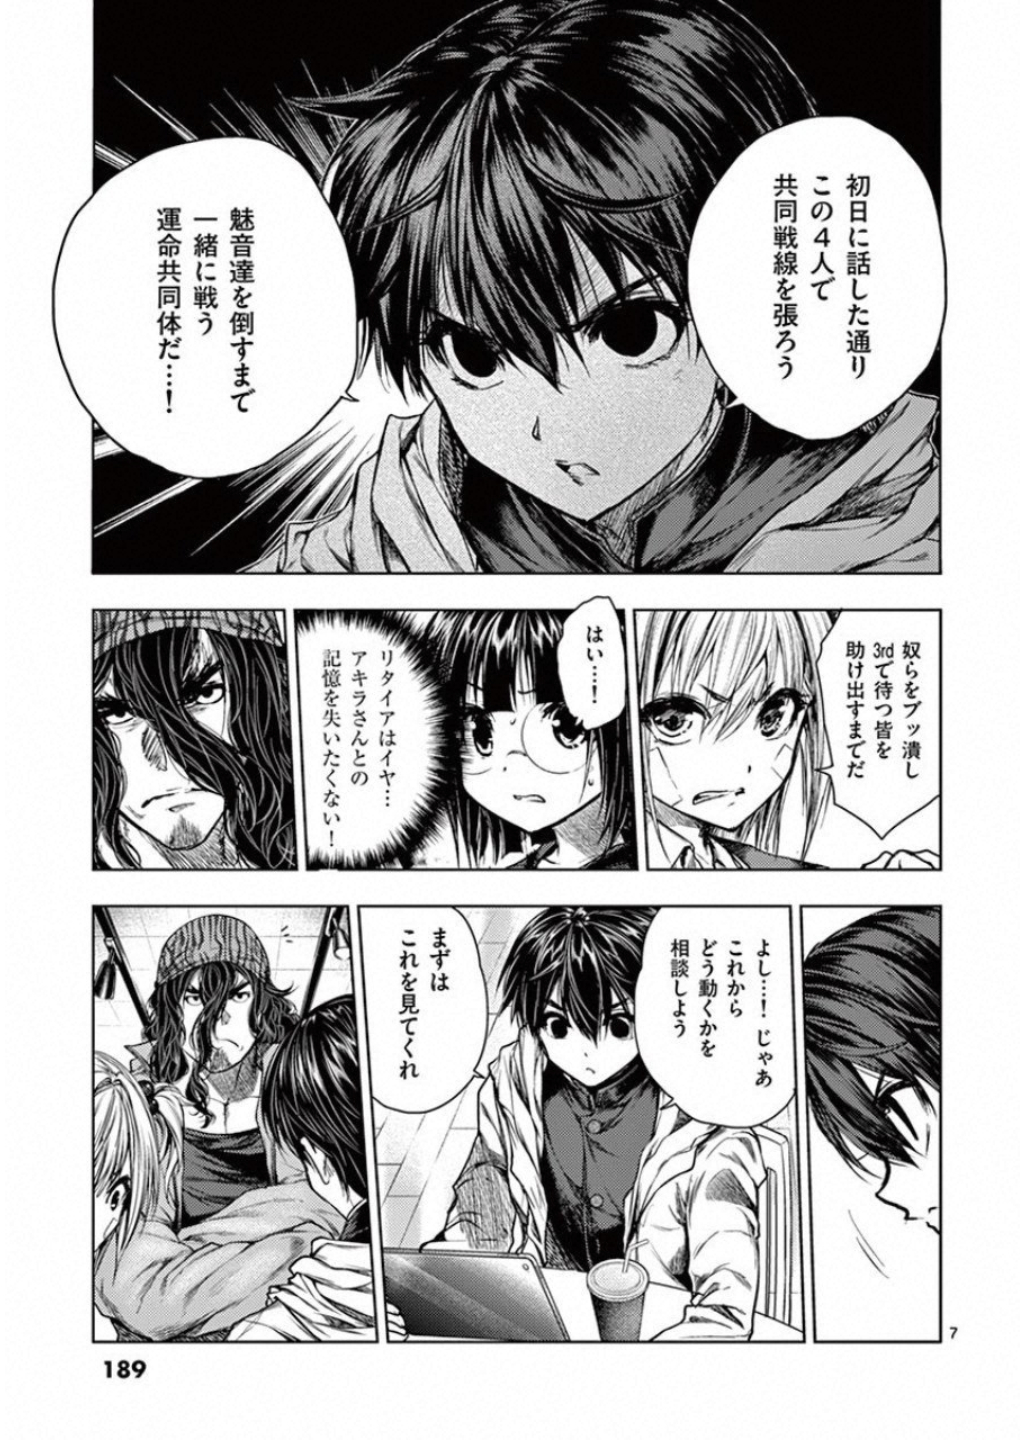 初日に話した通り
この4人で
共同戦線を張ろう
魅音達を倒すまで
一緒に戦う
運命共同体だ…！
奴らをブッ潰し
3rdで待つ皆を
助け出すまでだ
はい…！
リタイアはイヤ…
アキラさんとの
記憶を失いたくない！
よし…！じゃあ
これから
どう動くかを
相談しよう
まずは
これを見てくれ
7
189